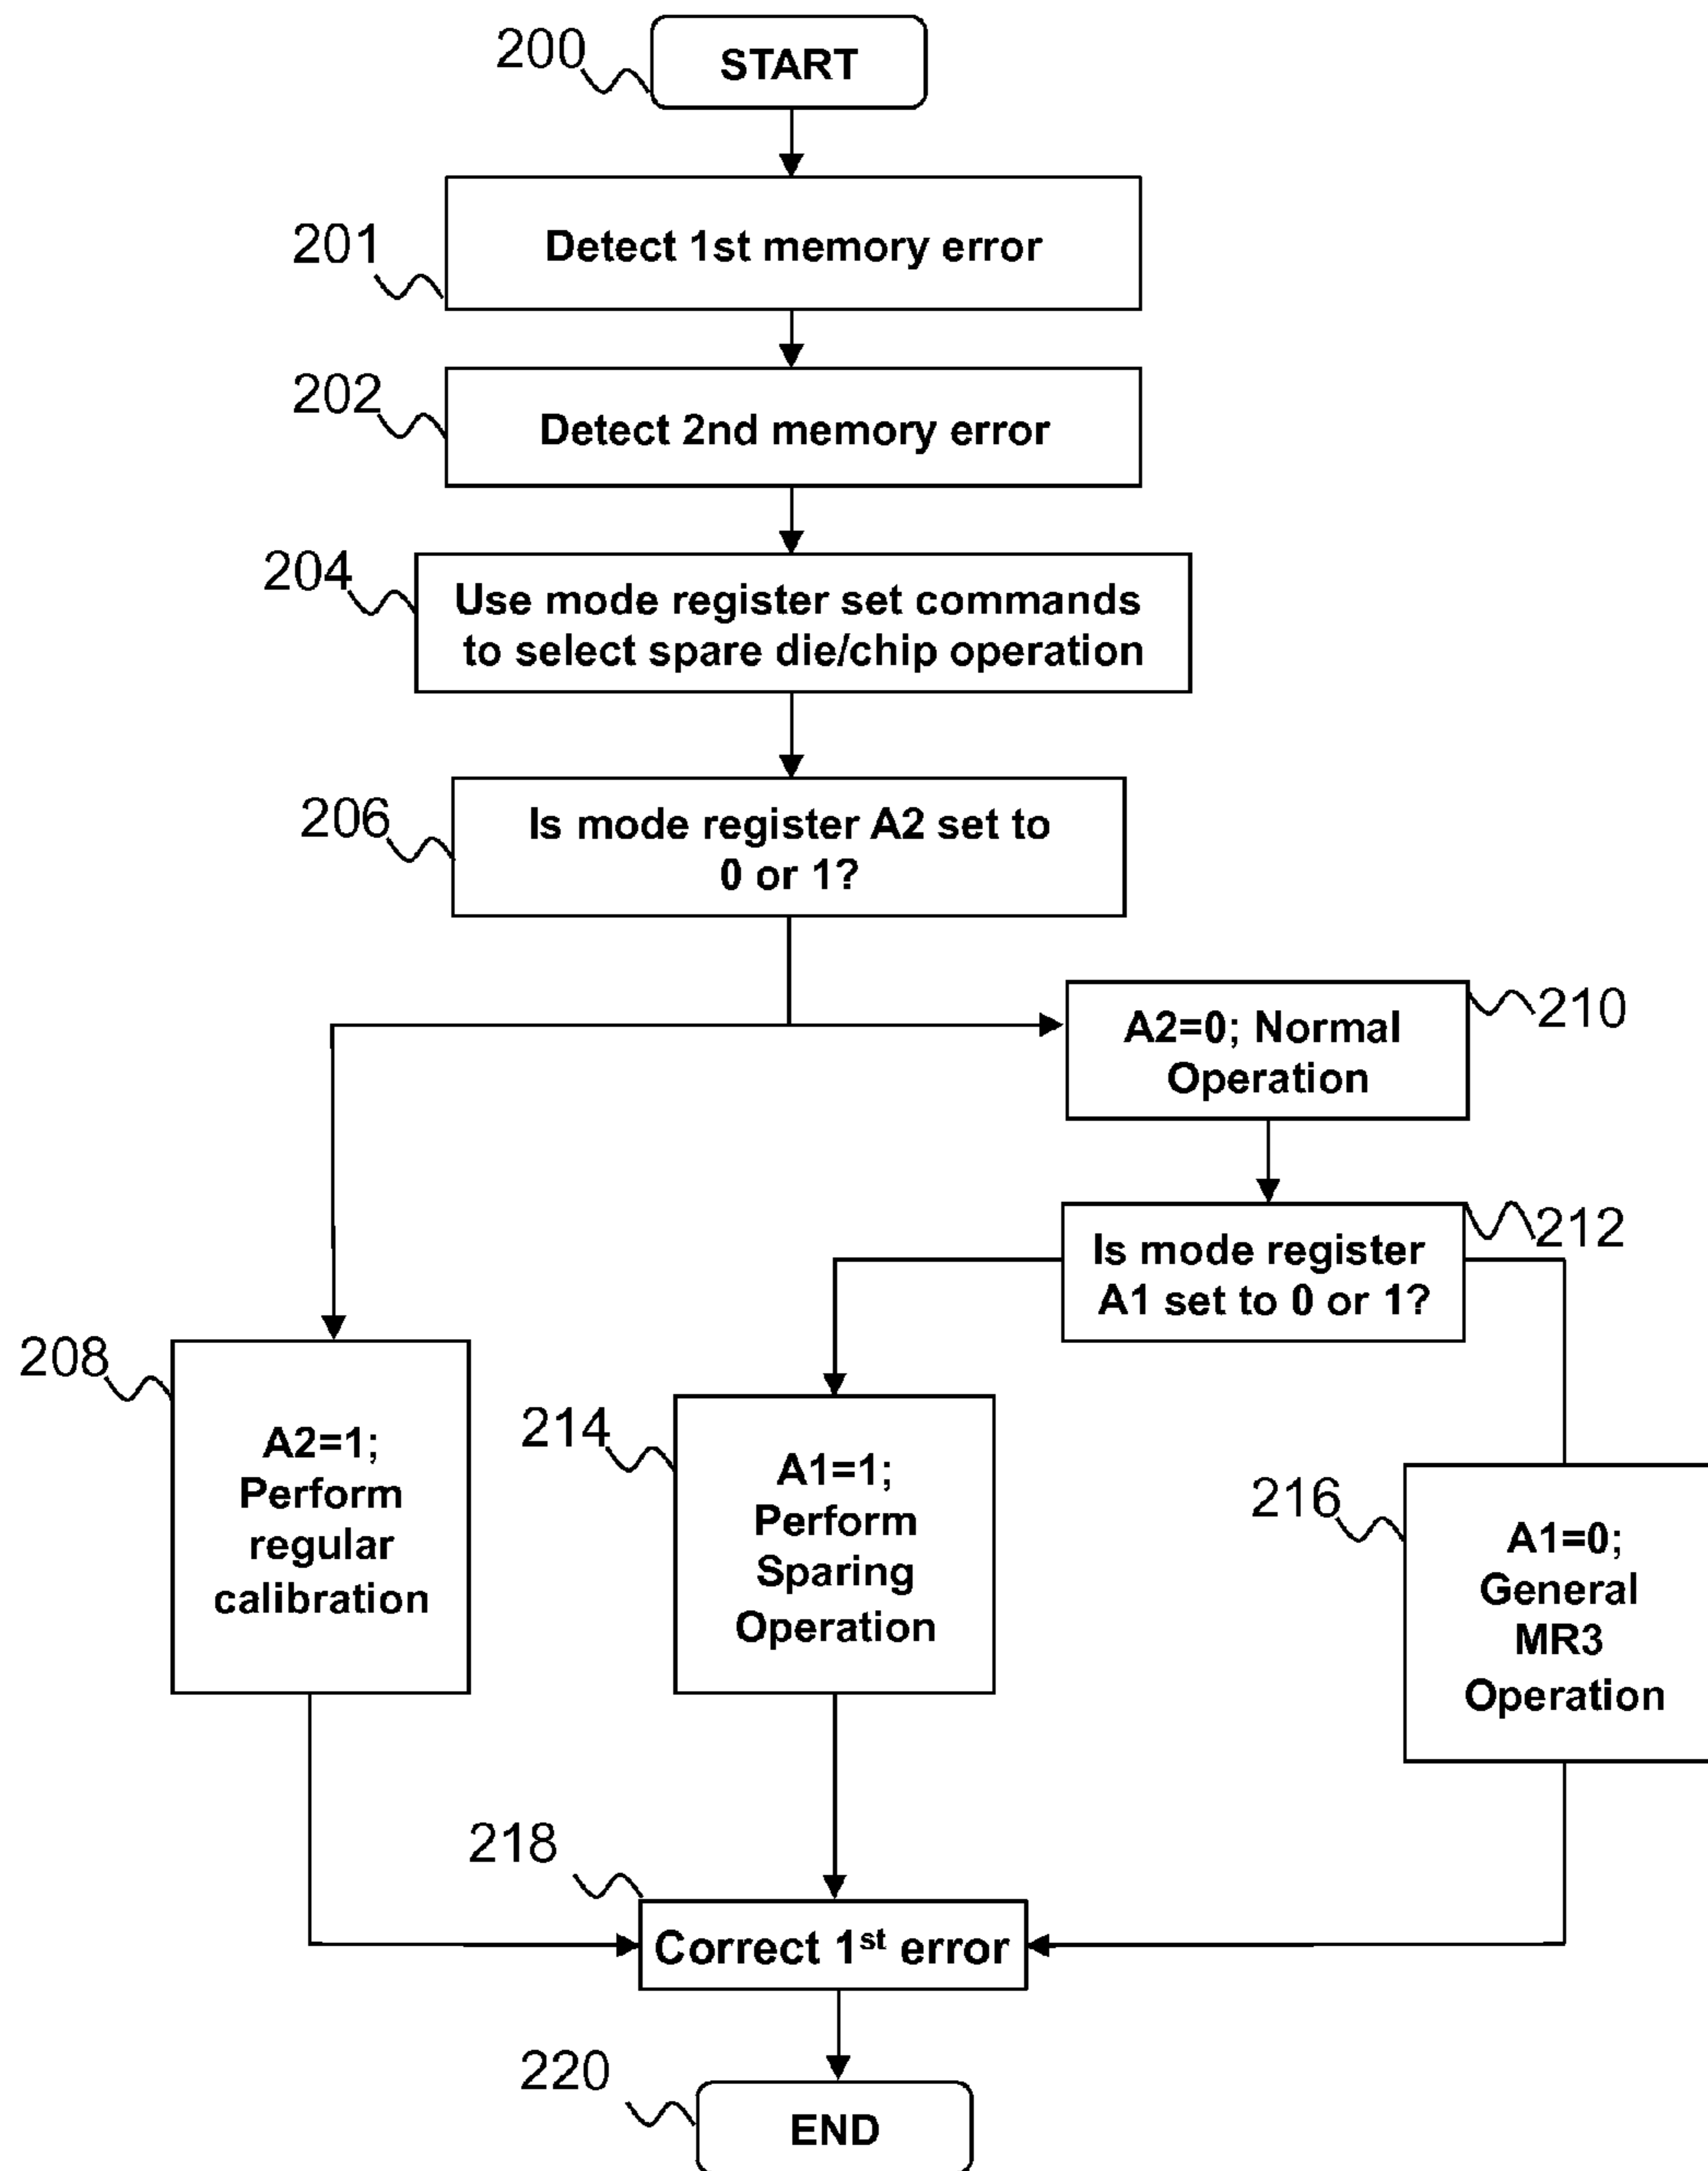 200
START
201
Detect 1st memory error
202
Detect 2nd memory error
204
Use mode register set commands
to select spare die/chip operation
206
Is mode register A2 set to
0 or 1?
210
A2=0; Normal
Operation
212
Is mode register
A1 set to 0 or 1?
208
A2=1;
Perform
regular
calibration
214
A1=1;
Perform
Sparing
Operation
216
A1=0;
General
MR3
Operation
218
Correct 1st error
220
END